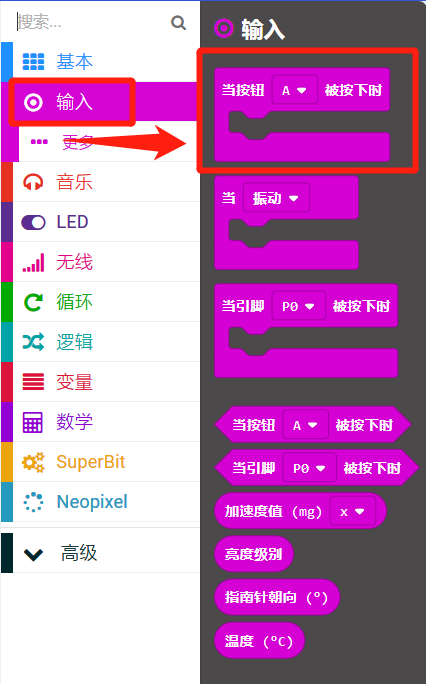 搜索...
基本
输入
更多
音乐
LED
无线
循环
逻辑
变量
数学
SuperBit
Neopixel
高级
输入
当按钮 A 被按下时
当 振动
当引脚 P0 被按下时
当按钮 A 被按下时
当引脚 P0 被按下时
加速度值 (mg) x
亮度级别
指南针朝向 (°)
温度 (°C)